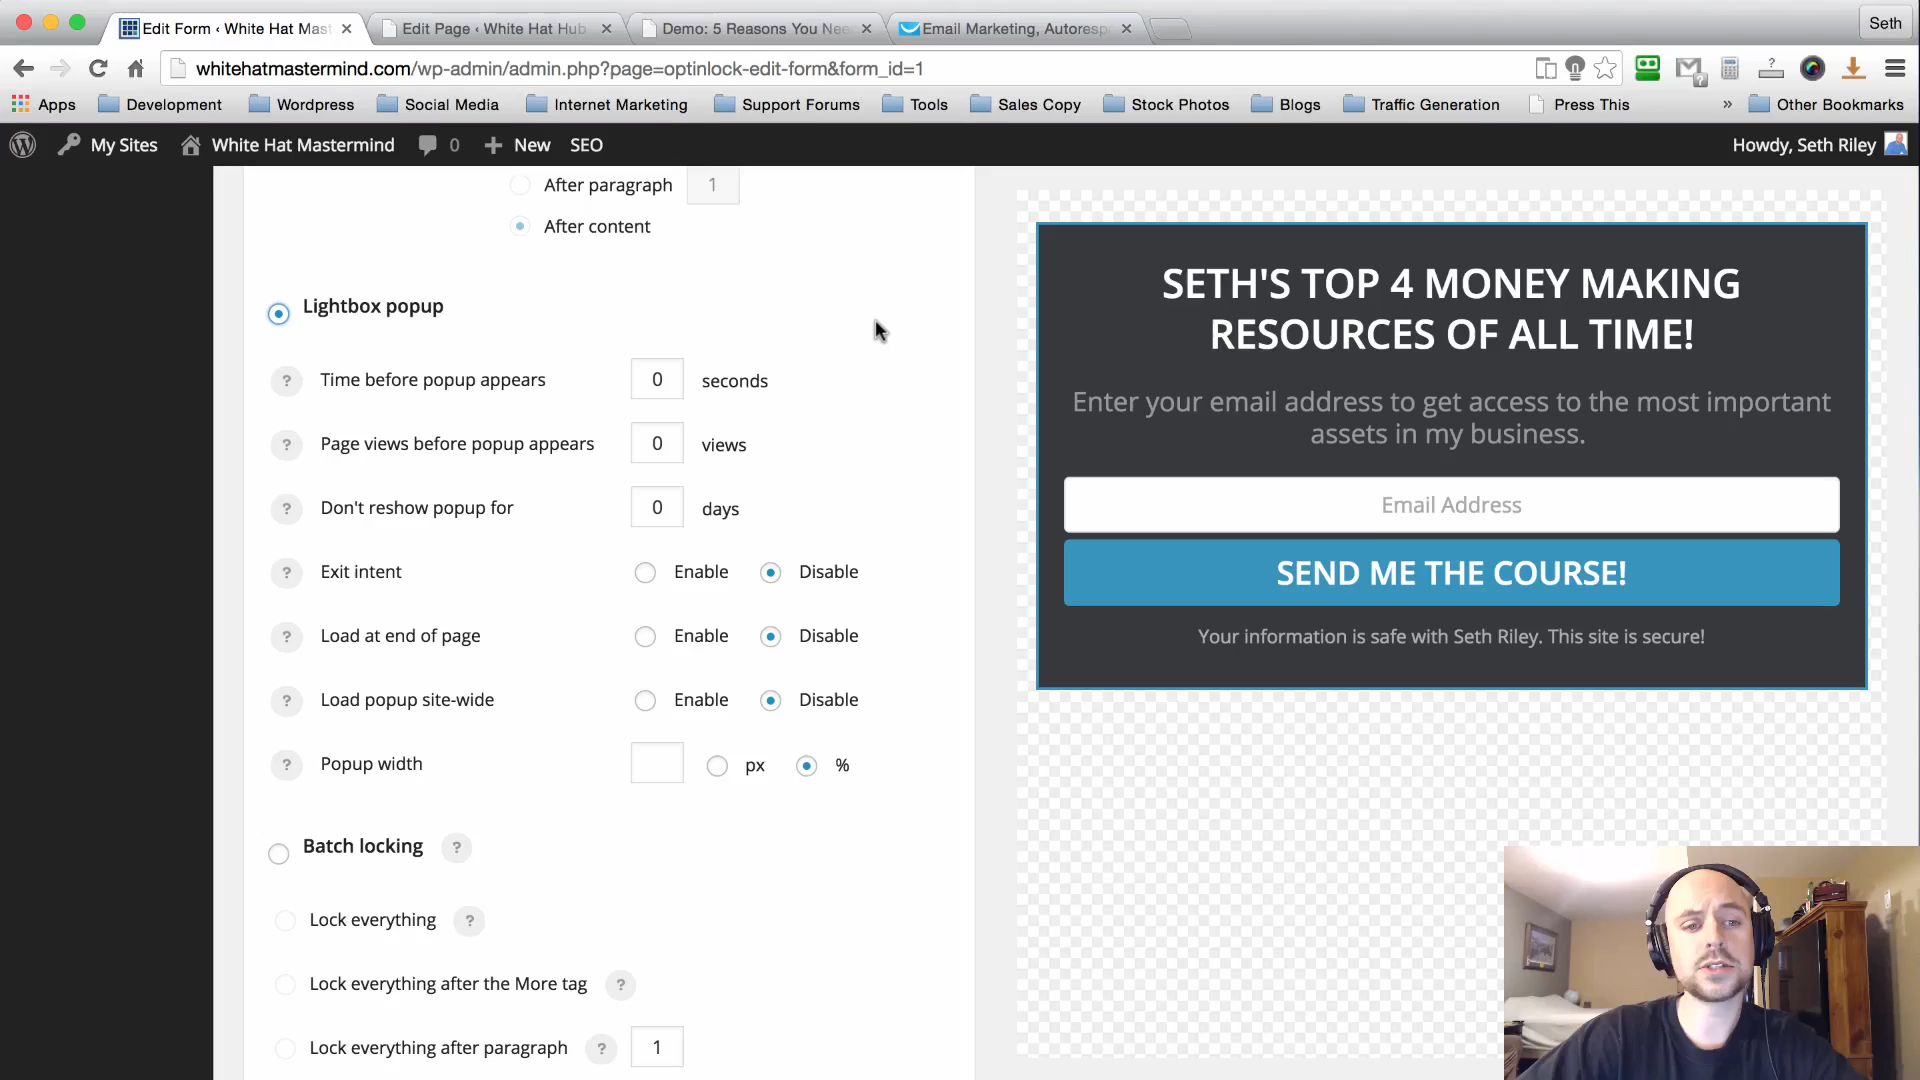 Edit Form ‹ White Hat Mast
Edit Page ‹ White Hat Hub
Demo: 5 Reasons You Nee
Email Marketing, Autoresp
Seth
whitehatmastermind.com/wp-admin/admin.php?page=optinlock-edit-form&form_id=1
Apps
Development
Wordpress
Social Media
Internet Marketing
Support Forums
Tools
Sales Copy
Stock Photos
Blogs
Traffic Generation
Press This
»
Other Bookmarks
My Sites
White Hat Mastermind
0
New
SEO
Howdy, Seth Riley
After paragraph 1
After content
Lightbox popup
? Time before popup appears 0 seconds
? Page views before popup appears 0 views
? Don't reshow popup for 0 days
? Exit intent Enable Disable
? Load at end of page Enable Disable
? Load popup site-wide Enable Disable
? Popup width px %
Batch locking ?
Lock everything ?
Lock everything after the More tag ?
Lock everything after paragraph ? 1
SETH'S TOP 4 MONEY MAKING
RESOURCES OF ALL TIME!
Enter your email address to get access to the most important
assets in my business.
Email Address
SEND ME THE COURSE!
Your information is safe with Seth Riley. This site is secure!